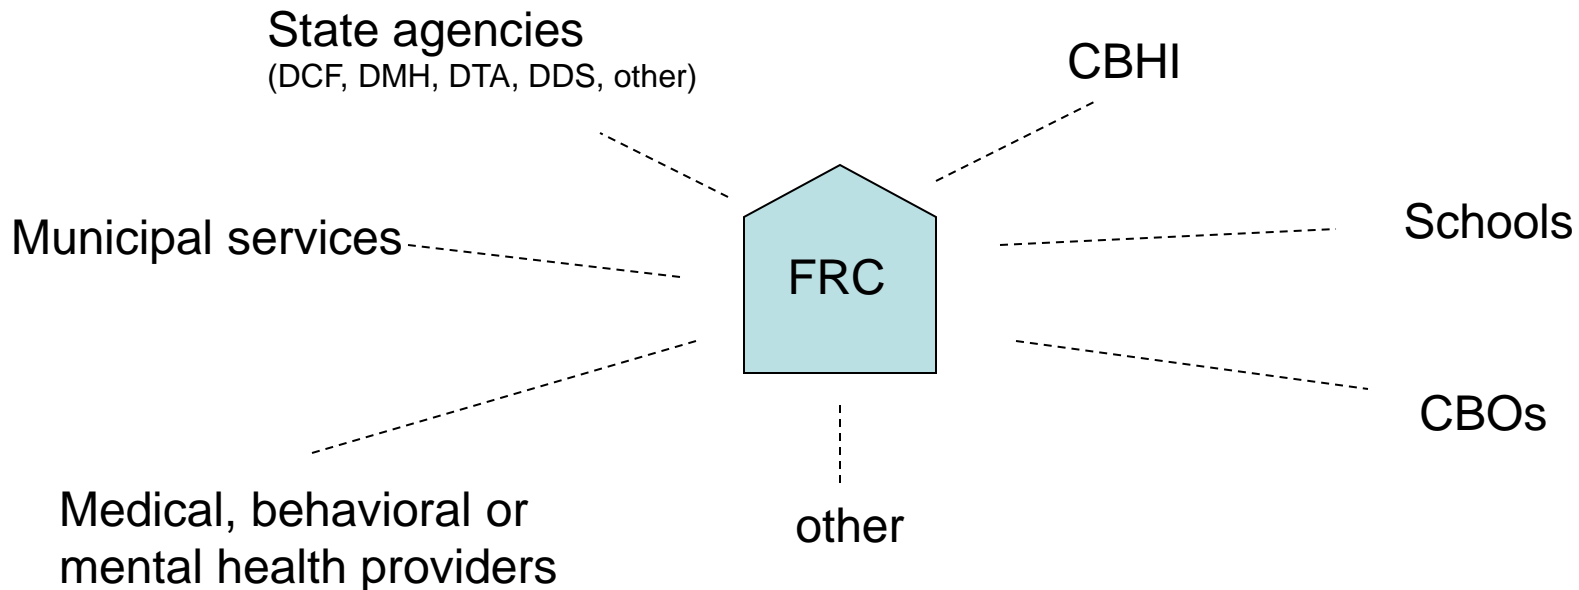 State agencies
(DCF, DMH, DTA, DDS, other)
CBHI
Municipal services
Schools
FRC
CBOs
Medical, behavioral or
mental health providers
other